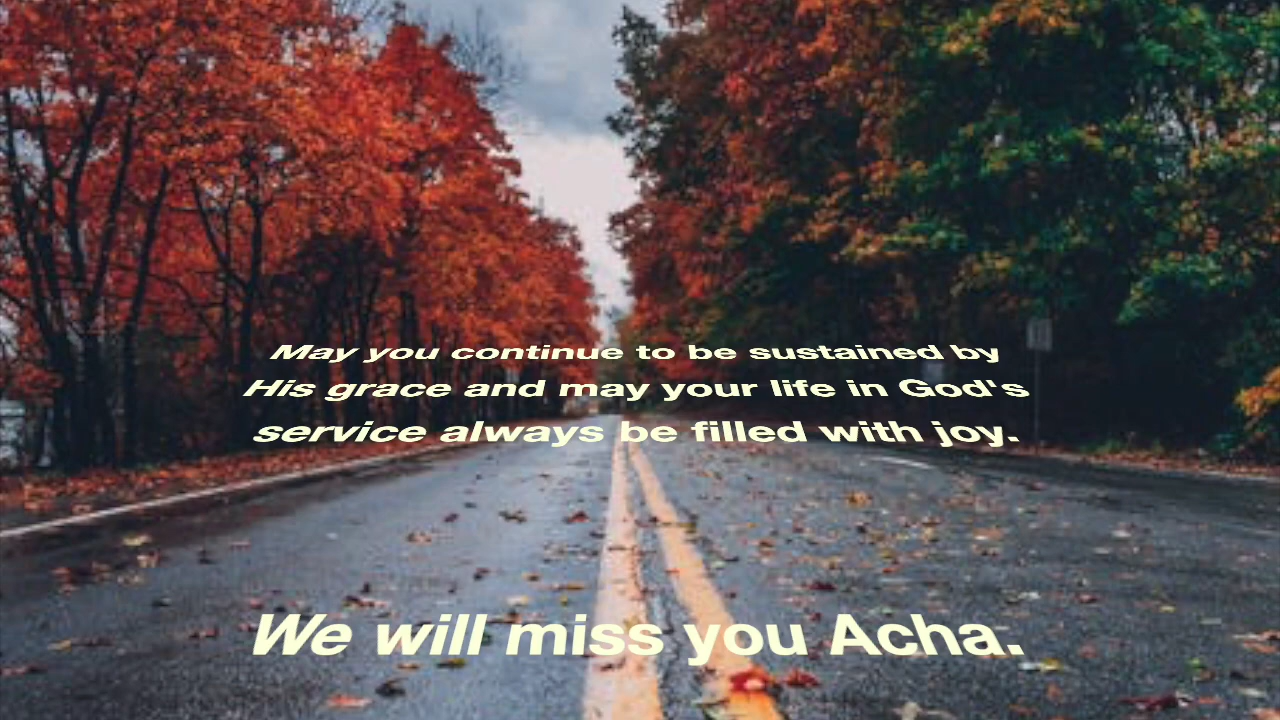 May you continue to be sustained by
His grace and may your life in God's
service always be filled with joy.
We will miss you Acha.